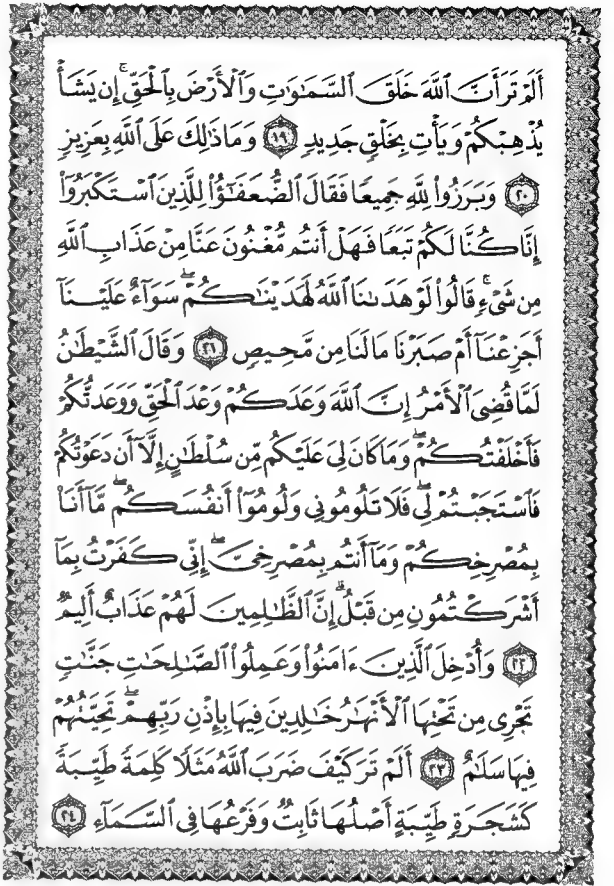 أَلَمْ تَرَ أَنَّ ٱللَّهَ خَلَقَ ٱلسَّمَٰوَٰتِ وَٱلْأَرْضَ بِٱلْحَقِّ ۚ إِن يَشَأْ
يُذْهِبْكُمْ وَيَأْتِ بِخَلْقٍ جَدِيدٍ ١٩ وَمَا ذَٰلِكَ عَلَى ٱللَّهِ بِعَزِيزٍ
٢٠ وَبَرَزُوا۟ لِلَّهِ جَمِيعًا فَقَالَ ٱلضُّعَفَٰٓؤُا۟ لِلَّذِينَ ٱسْتَكْبَرُوٓا۟
إِنَّا كُنَّا لَكُمْ تَبَعًا فَهَلْ أَنتُم مُّغْنُونَ عَنَّا مِنْ عَذَابِ ٱللَّهِ
مِن شَىْءٍ ۚ قَالُوا۟ لَوْ هَدَىٰنَا ٱللَّهُ لَهَدَيْنَٰكُمْ ۖ سَوَآءٌ عَلَيْنَآ
أَجَزِعْنَآ أَمْ صَبَرْنَا مَا لَنَا مِن مَّحِيصٍ ٢١ وَقَالَ ٱلشَّيْطَٰنُ
لَمَّا قُضِىَ ٱلْأَمْرُ إِنَّ ٱللَّهَ وَعَدَكُمْ وَعْدَ ٱلْحَقِّ وَوَعَدتُّكُمْ
فَأَخْلَفْتُكُمْ ۖ وَمَا كَانَ لِىَ عَلَيْكُم مِّن سُلْطَٰنٍ إِلَّآ أَن دَعَوْتُكُمْ
فَٱسْتَجَبْتُمْ لِى ۖ فَلَا تَلُومُونِى وَلُومُوٓا۟ أَنفُسَكُم ۖ مَّآ أَنَا۠
بِمُصْرِخِكُمْ وَمَآ أَنتُم بِمُصْرِخِىَّ ۖ إِنِّى كَفَرْتُ بِمَآ
أَشْرَكْتُمُونِ مِن قَبْلُ ۗ إِنَّ ٱلظَّٰلِمِينَ لَهُمْ عَذَابٌ أَلِيمٌ
٢٢ وَأُدْخِلَ ٱلَّذِينَ ءَامَنُوا۟ وَعَمِلُوا۟ ٱلصَّٰلِحَٰتِ جَنَّٰتٍ
تَجْرِى مِن تَحْتِهَا ٱلْأَنْهَٰرُ خَٰلِدِينَ فِيهَا بِإِذْنِ رَبِّهِمْ ۖ تَحِيَّتُهُمْ
فِيهَا سَلَٰمٌ ٢٣ أَلَمْ تَرَ كَيْفَ ضَرَبَ ٱللَّهُ مَثَلًا كَلِمَةً طَيِّبَةً
كَشَجَرَةٍ طَيِّبَةٍ أَصْلُهَا ثَابِتٌ وَفَرْعُهَا فِى ٱلسَّمَآءِ ٢٤